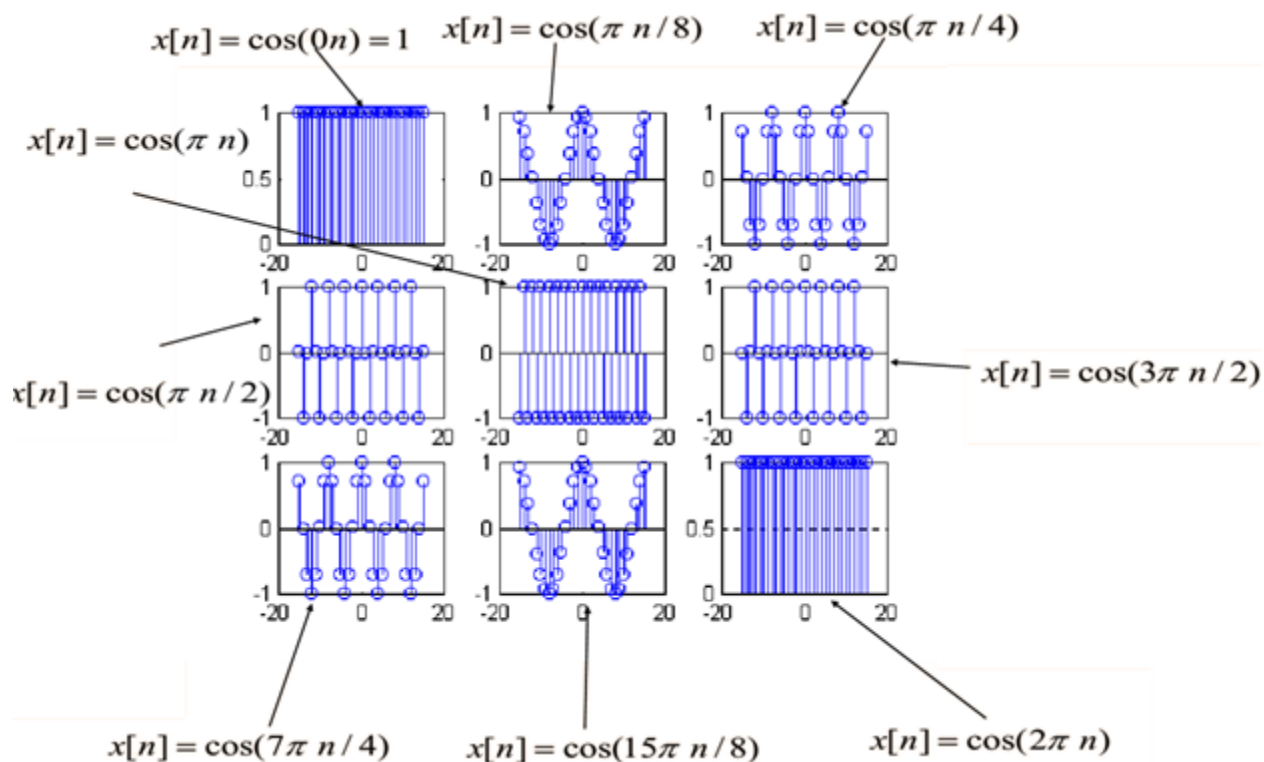 x[n] = cos(0n) = 1
x[n] = cos(π n/8)
x[n] = cos(π n/4)
x[n] = cos(π n)
1
0.5
0
-20 0 20
1
0
-1
-20 0 20
1
0
-1
-20 0 20
x[n] = cos(π n/2)
1
0
-1
-20 0 20
1
0
-1
-20 0 20
1
0
-1
-20 0 20
x[n] = cos(3π n/2)
1
0
-1
-20 0 20
1
0
-1
-20 0 20
1
0.5
0
-20 0 20
x[n] = cos(7π n/4)
x[n] = cos(15π n/8)
x[n] = cos(2π n)